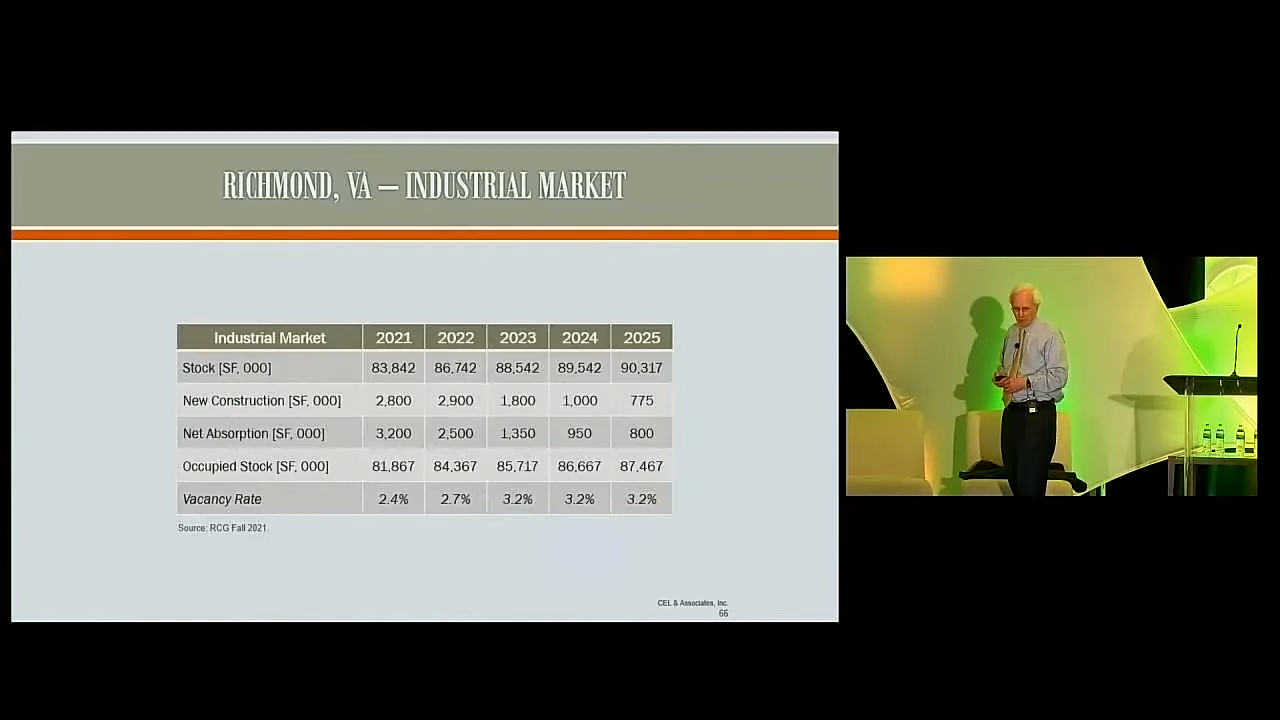 RICHMOND, VA — INDUSTRIAL MARKET
Industrial Market 2021 2022 2023 2024 2025
Stock [SF, 000] 83,842 86,742 88,542 89,542 90,317
New Construction [SF, 000] 2,800 2,900 1,800 1,000 775
Net Absorption [SF, 000] 3,200 2,500 1,350 950 800
Occupied Stock [SF, 000] 81,867 84,367 85,717 86,667 87,467
Vacancy Rate 2.4% 2.7% 3.2% 3.2% 3.2%
Source: RCG Fall 2021.
CEL & Associates, Inc.
66